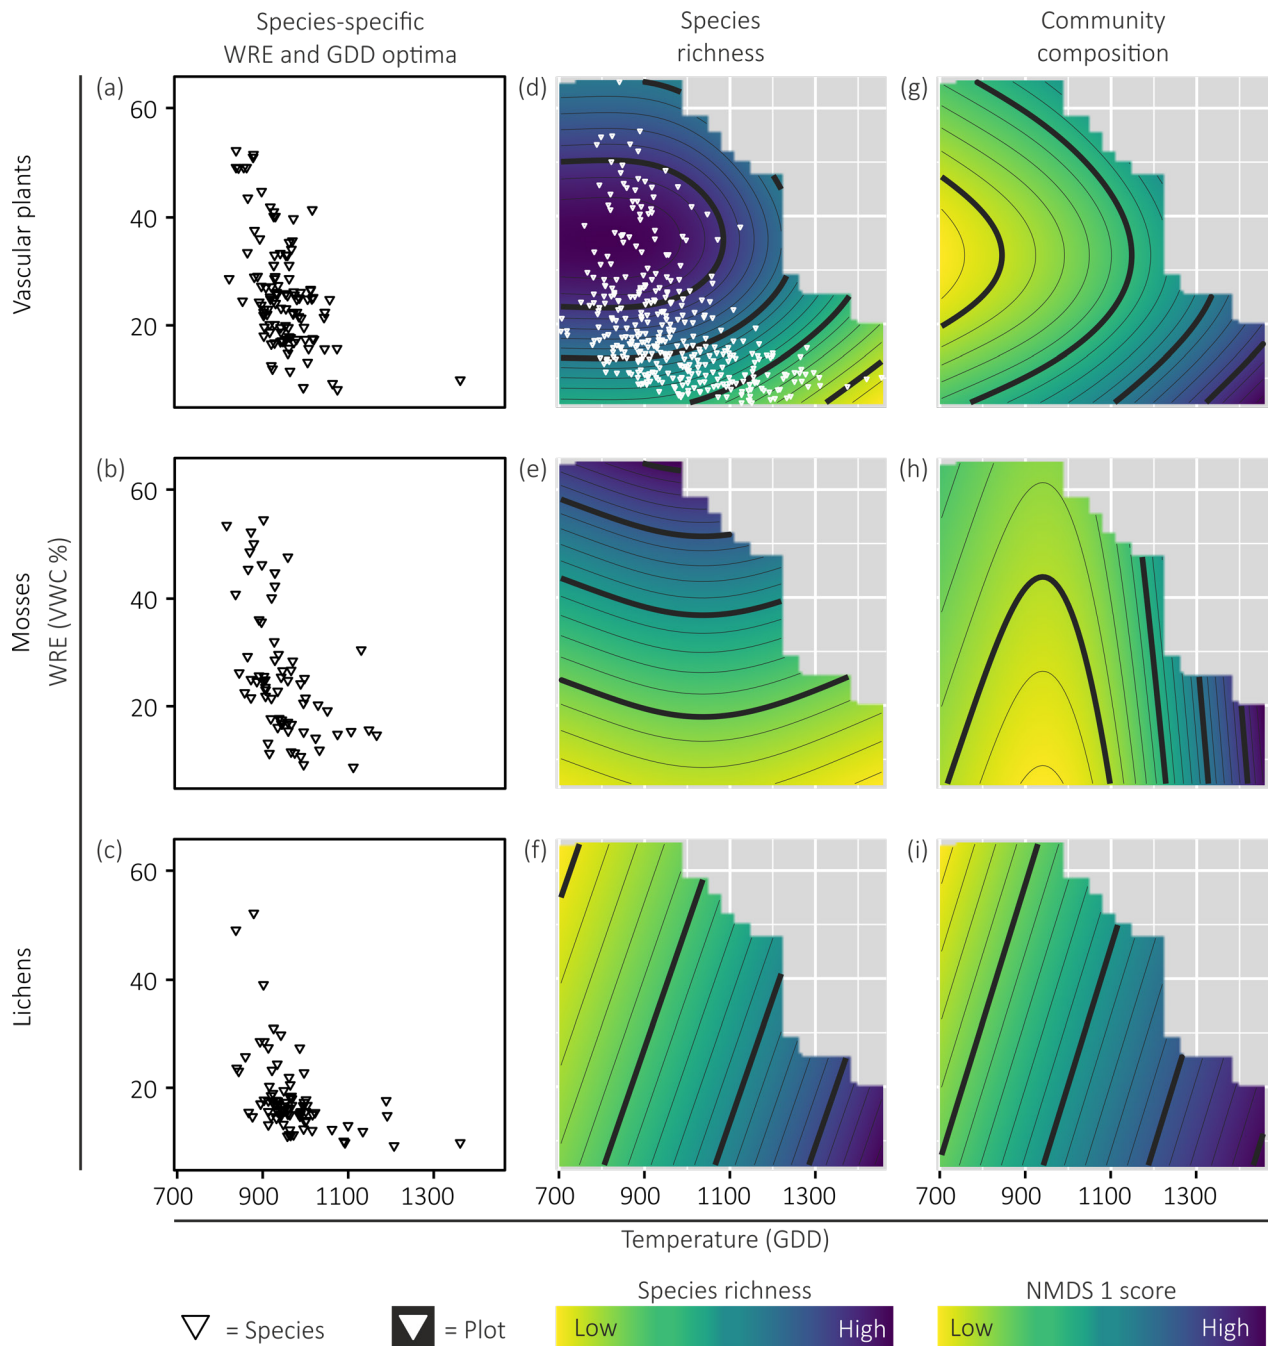 Species-specific
WRE and GDD optima
Species
richness
Community
composition
Vascular plants
Mosses
Lichens
WRE (VWC %)
(a)
60
40
20
(d)
(g)
(b)
60
40
20
(e)
(h)
(c)
60
40
20
(f)
(i)
700 900 1100 1300
700 900 1100 1300
700 900 1100 1300
Temperature (GDD)
= Species
= Plot
Species richness
Low High
NMDS 1 score
Low High